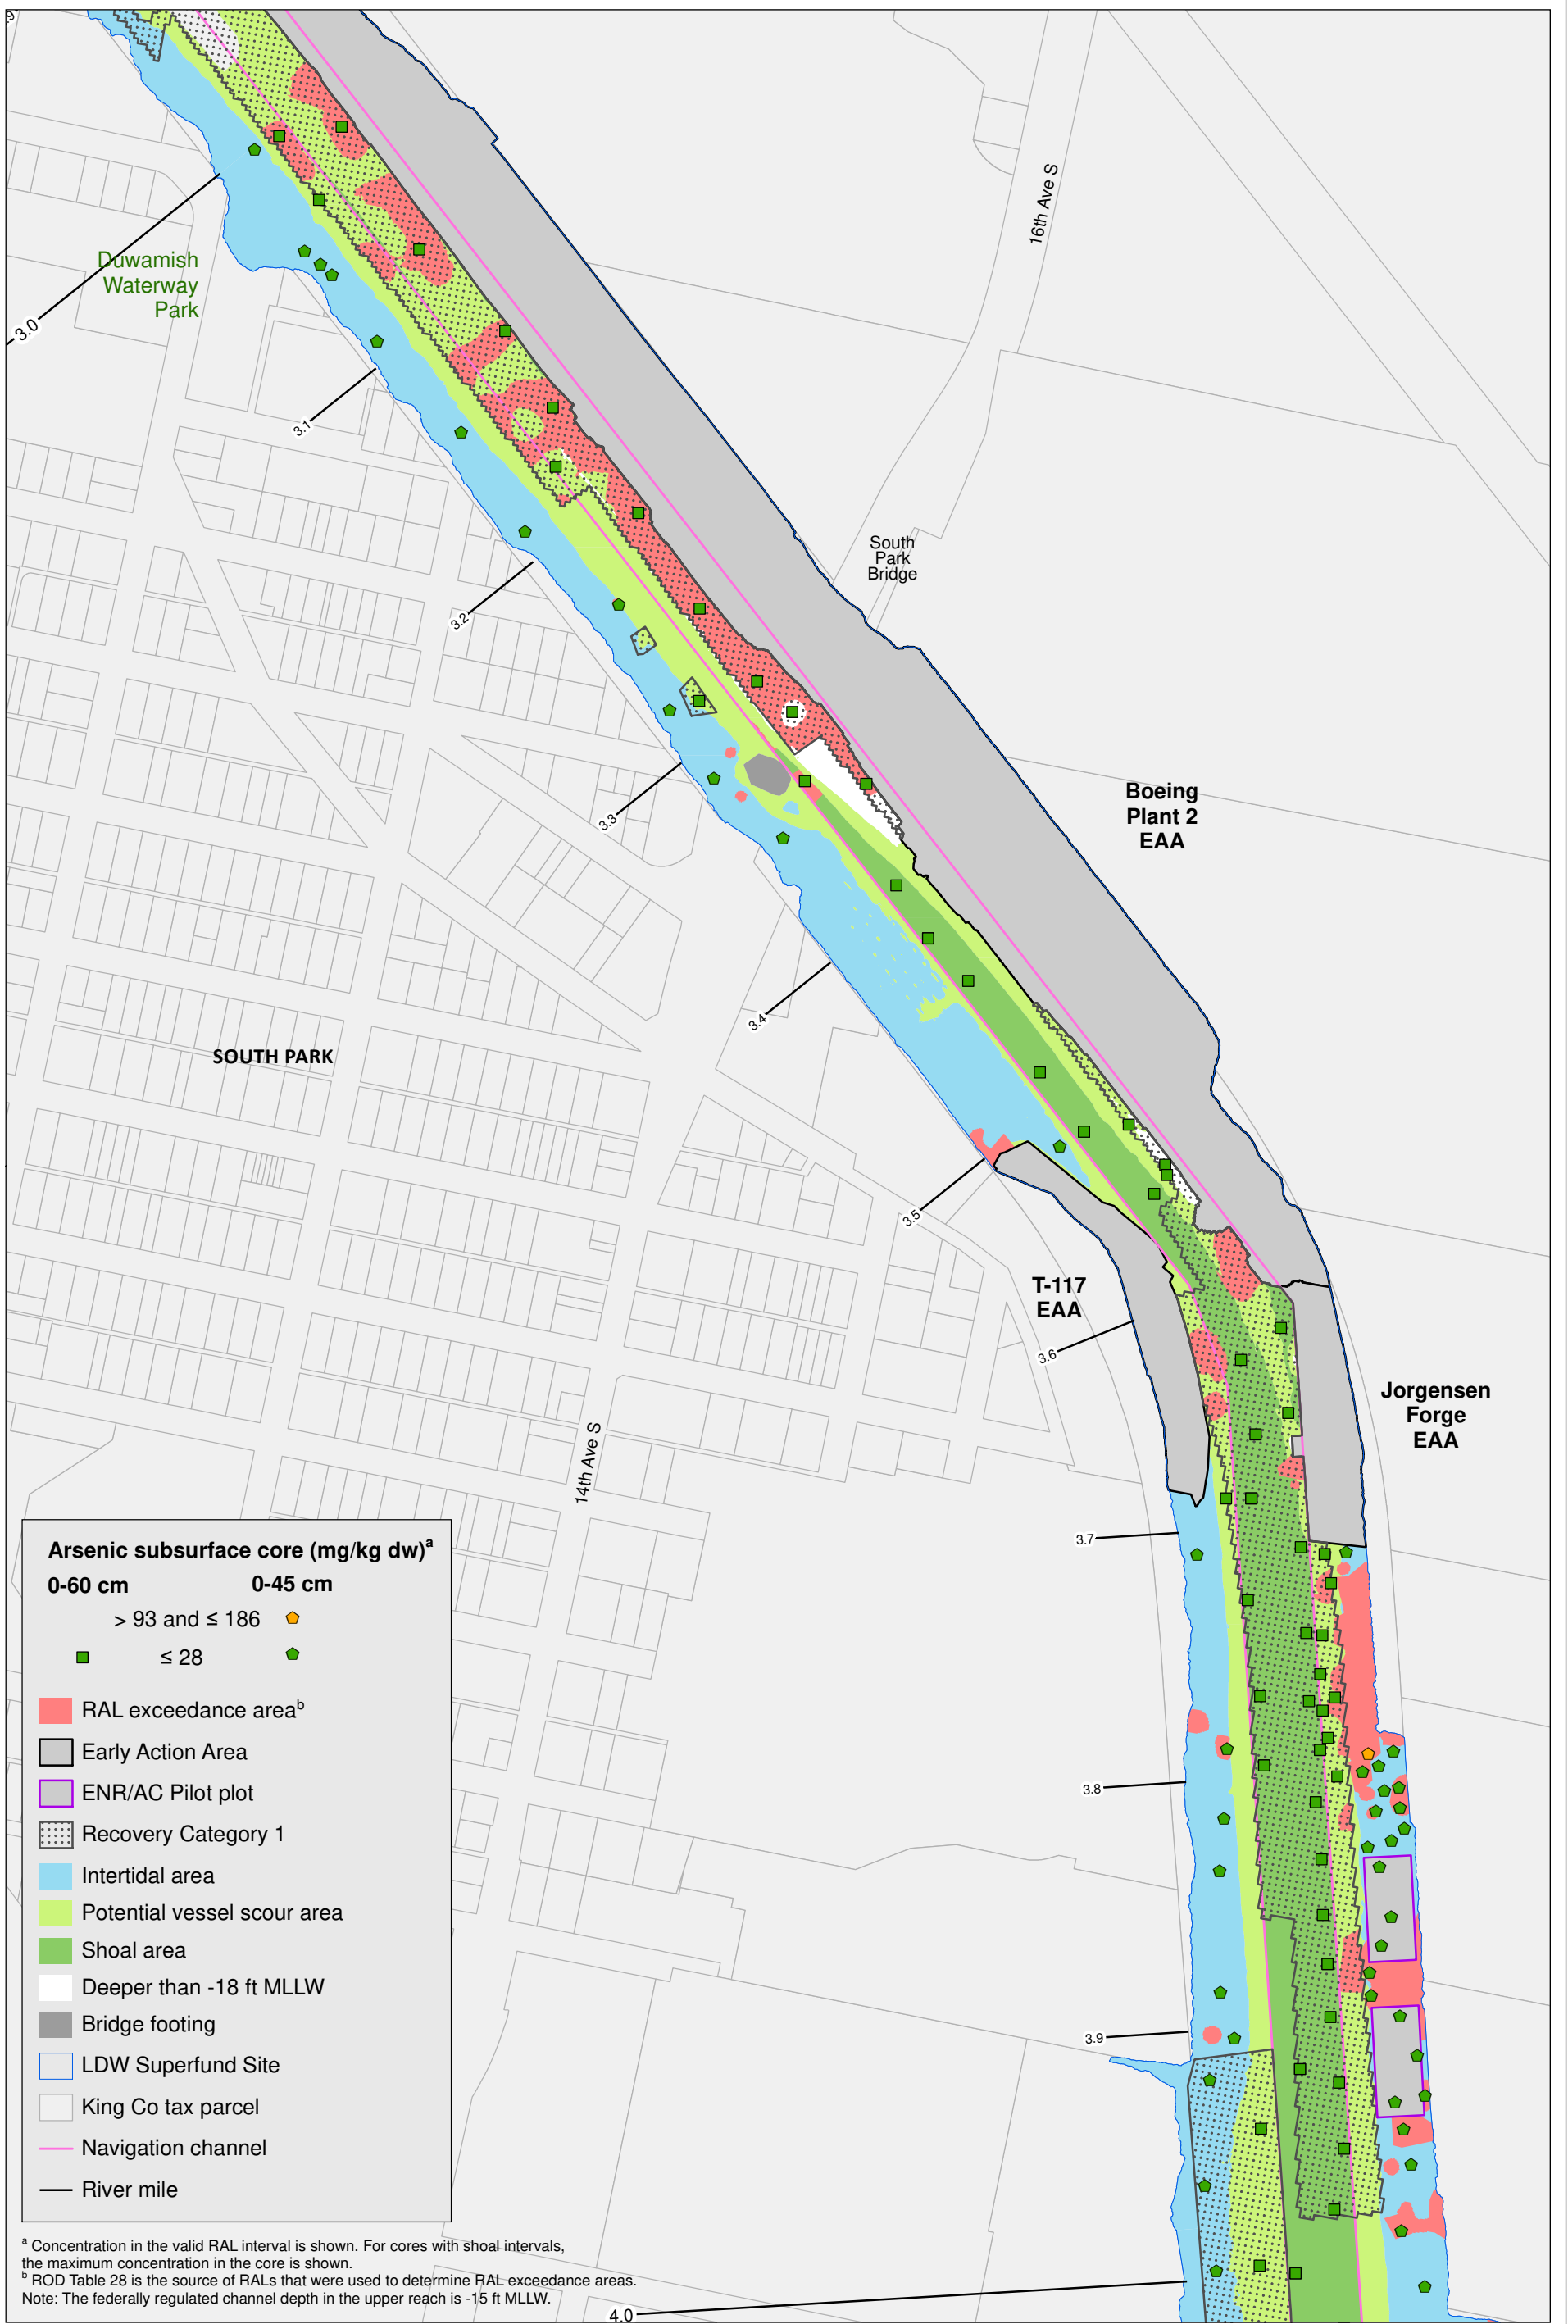 2.9
16th Ave S
Duwamish
Waterway
Park
3.0
3.1
South
Park
Bridge
3.2
Boeing
Plant 2
EAA
3.3
3.4
SOUTH PARK
3.5
T-117
EAA
3.6
Jorgensen
Forge
EAA
14th Ave S
3.7
3.8
3.9
4.0
Arsenic subsurface core (mg/kg dw)a
0-60 cm 0-45 cm
> 93 and ≤ 186
≤ 28
RAL exceedance areab
Early Action Area
ENR/AC Pilot plot
Recovery Category 1
Intertidal area
Potential vessel scour area
Shoal area
Deeper than -18 ft MLLW
Bridge footing
LDW Superfund Site
King Co tax parcel
Navigation channel
River mile
a Concentration in the valid RAL interval is shown. For cores with shoal intervals,
the maximum concentration in the core is shown.
b ROD Table 28 is the source of RALs that were used to determine RAL exceedance areas.
Note: The federally regulated channel depth in the upper reach is -15 ft MLLW.